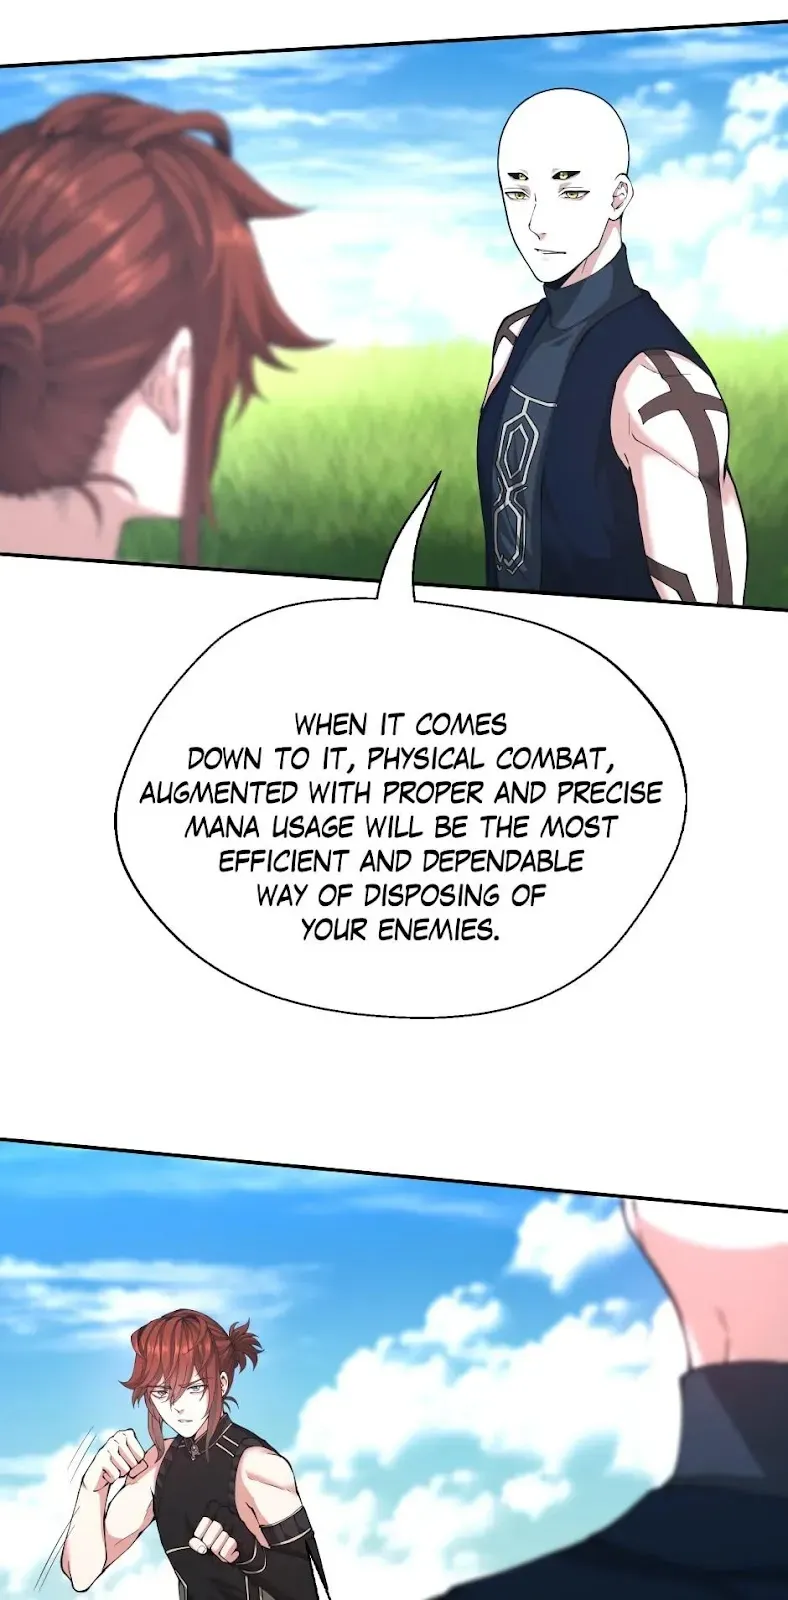 WHEN IT COMES
DOWN TO IT, PHYSICAL COMBAT,
AUGMENTED WITH PROPER AND PRECISE
MANA USAGE WILL BE THE MOST
EFFICIENT AND DEPENDABLE
WAY OF DISPOSING OF
YOUR ENEMIES.